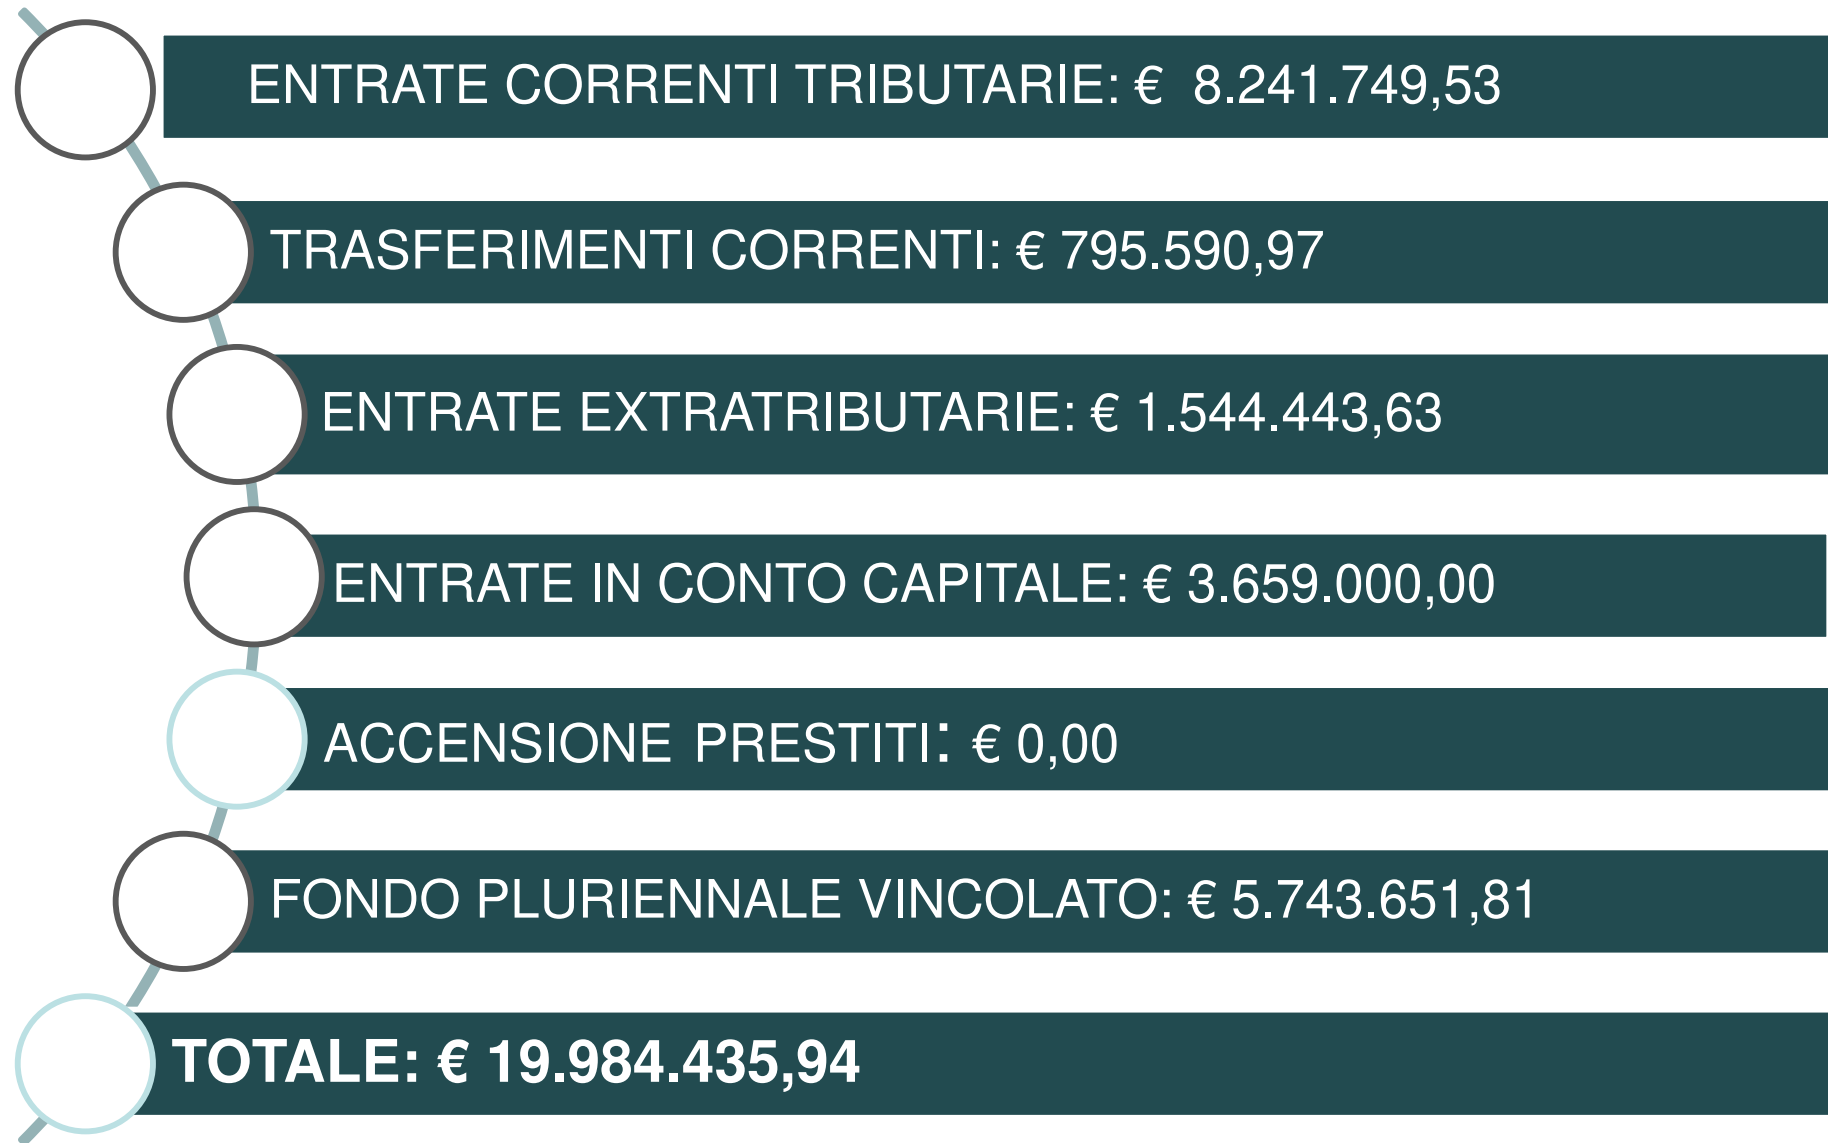 ENTRATE CORRENTI TRIBUTARIE: € 8.241.749,53
TRASFERIMENTI CORRENTI: € 795.590,97
ENTRATE EXTRATRIBUTARIE: € 1.544.443,63
ENTRATE IN CONTO CAPITALE: € 3.659.000,00
ACCENSIONE PRESTITI: € 0,00
FONDO PLURIENNALE VINCOLATO: € 5.743.651,81
TOTALE: € 19.984.435,94